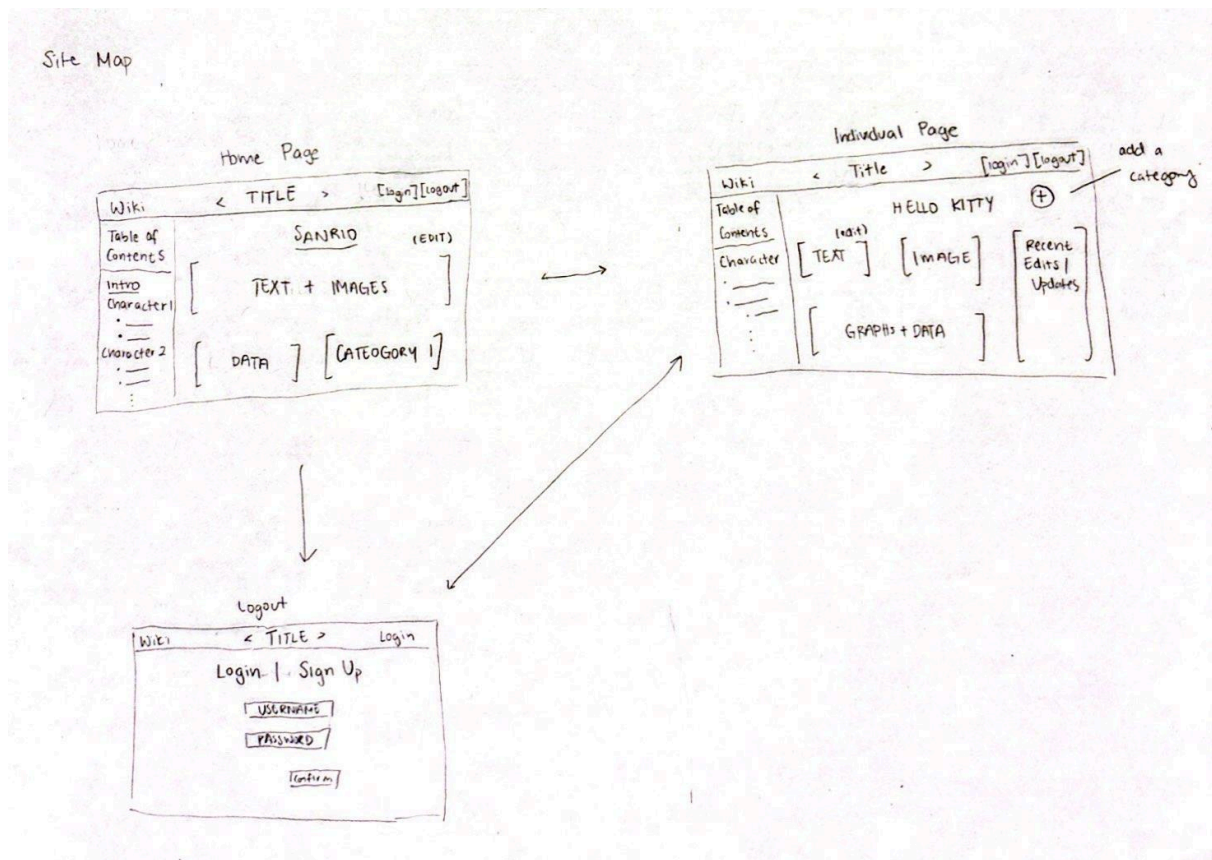 Site Map
Home Page
Wiki < TITLE > [login][logout]
Table of
Contents
Intro
Character 1
Character 2
SANRIO (EDIT)
[ TEXT + IMAGES ]
[ DATA ] [CATEOGORY 1]
Individual Page
Wiki < Title > [login][logout]
add a
category
Table of
Contents
Character
HELLO KITTY +
(edit)
[TEXT] [IMAGE]
[ GRAPHS + DATA ]
Recent
Edits |
Updates
Logout
Wiki < TITLE > Login
Login | Sign Up
USERNAME
PASSWORD
Confirm